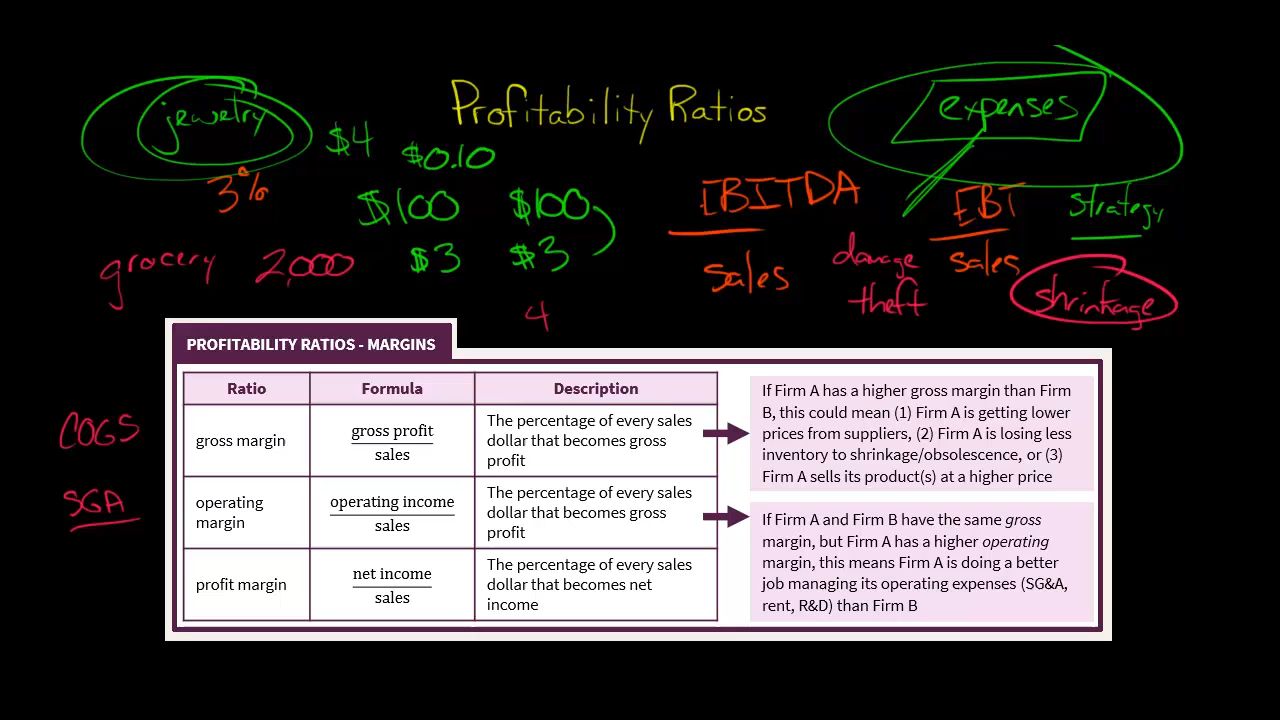 Profitability Ratios
jewelry
expenses
$4
$0.10
3%
$100
$100
EBITDA
sales
EBT
sales
strategy
grocery
2,000
$3
$3
damage
theft
shrinkage
4
PROFITABILITY RATIOS - MARGINS
Ratio
Formula
Description
gross margin
gross profit
sales
The percentage of every sales
dollar that becomes gross
profit
If Firm A has a higher gross margin than Firm
B, this could mean (1) Firm A is getting lower
prices from suppliers, (2) Firm A is losing less
inventory to shrinkage/obsolescence, or (3)
Firm A sells its product(s) at a higher price
COGS
operating
margin
operating income
sales
The percentage of every sales
dollar that becomes gross
profit
If Firm A and Firm B have the same gross
margin, but Firm A has a higher operating
margin, this means Firm A is doing a better
job managing its operating expenses (SG&A,
rent, R&D) than Firm B
SGA
profit margin
net income
sales
The percentage of every sales
dollar that becomes net
income